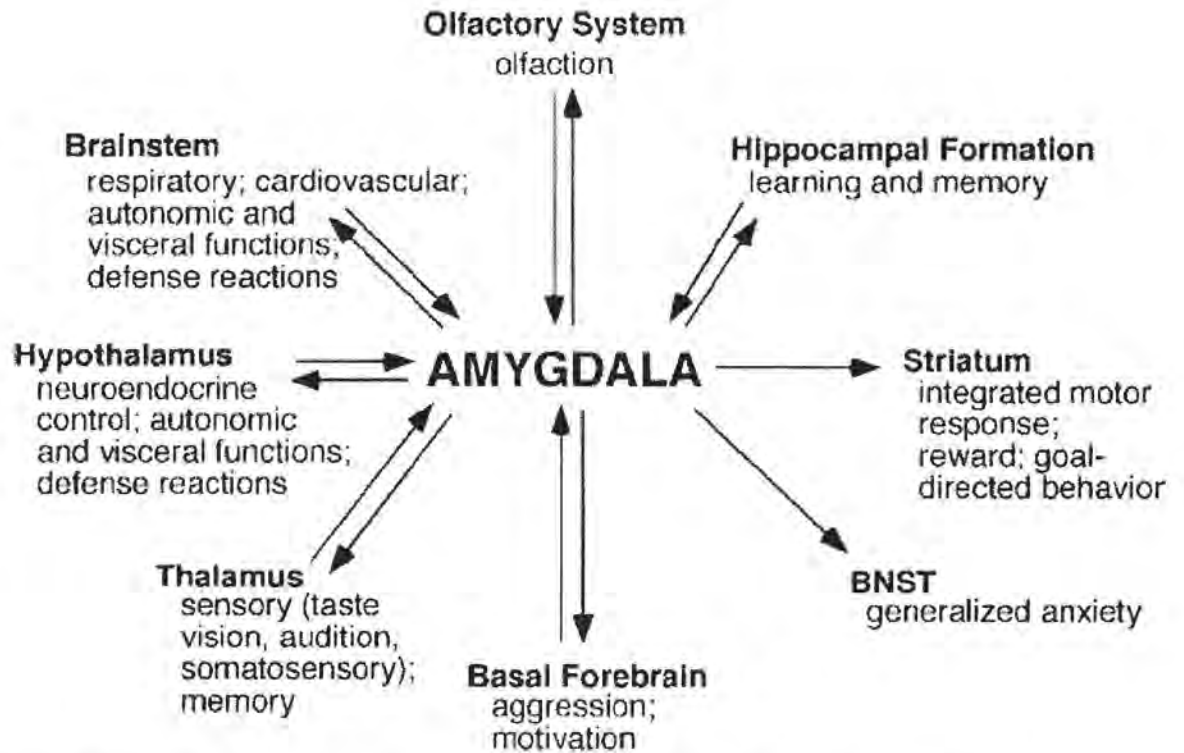 Olfactory System
olfaction
Brainstem
respiratory; cardiovascular;
autonomic and
visceral functions;
defense reactions
Hippocampal Formation
learning and memory
Hypothalamus
neuroendocrine
control; autonomic
and visceral functions;
defense reactions
AMYGDALA
Striatum
integrated motor
response;
reward; goal-
directed behavior
Thalamus
sensory (taste
vision, audition,
somatosensory);
memory
Basal Forebrain
aggression;
motivation
BNST
generalized anxiety